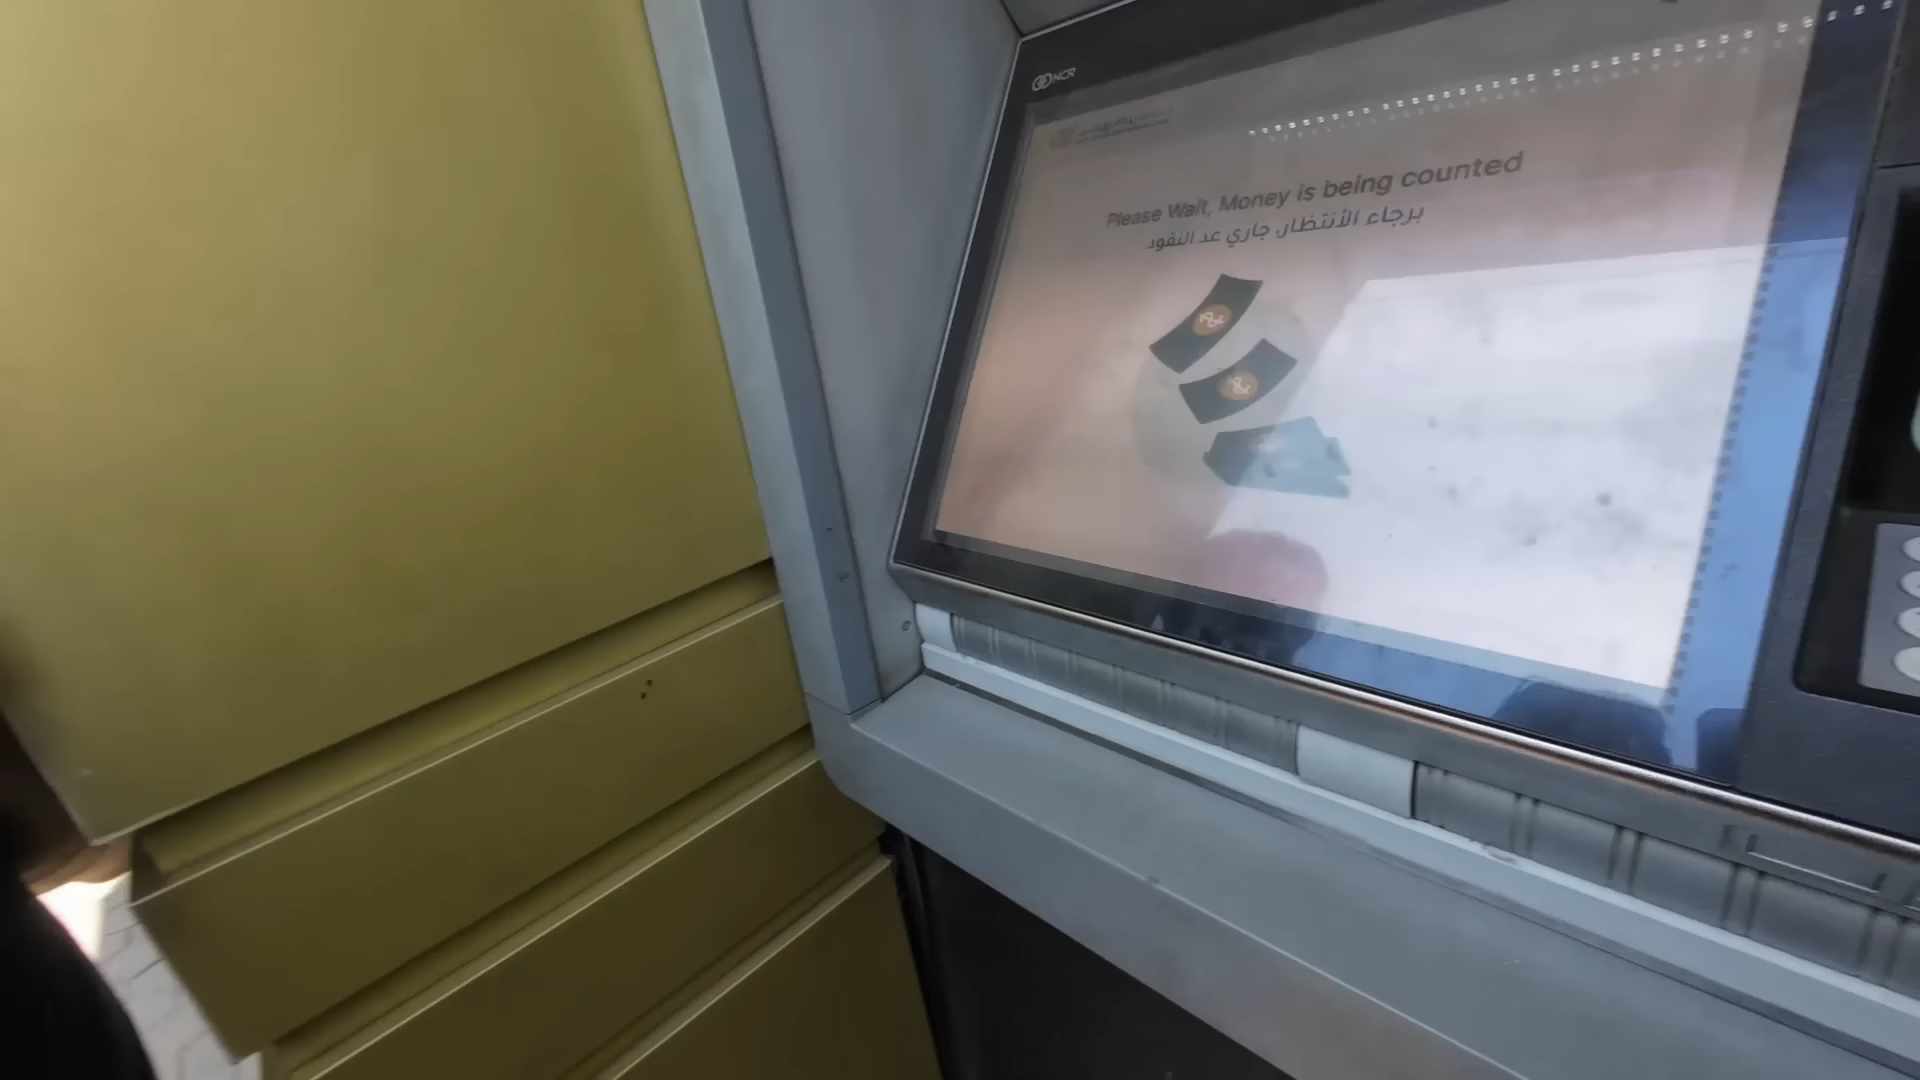 NCR
Please Wait, Money is being counted
برجاء الأنتظار، جاري عد النقود